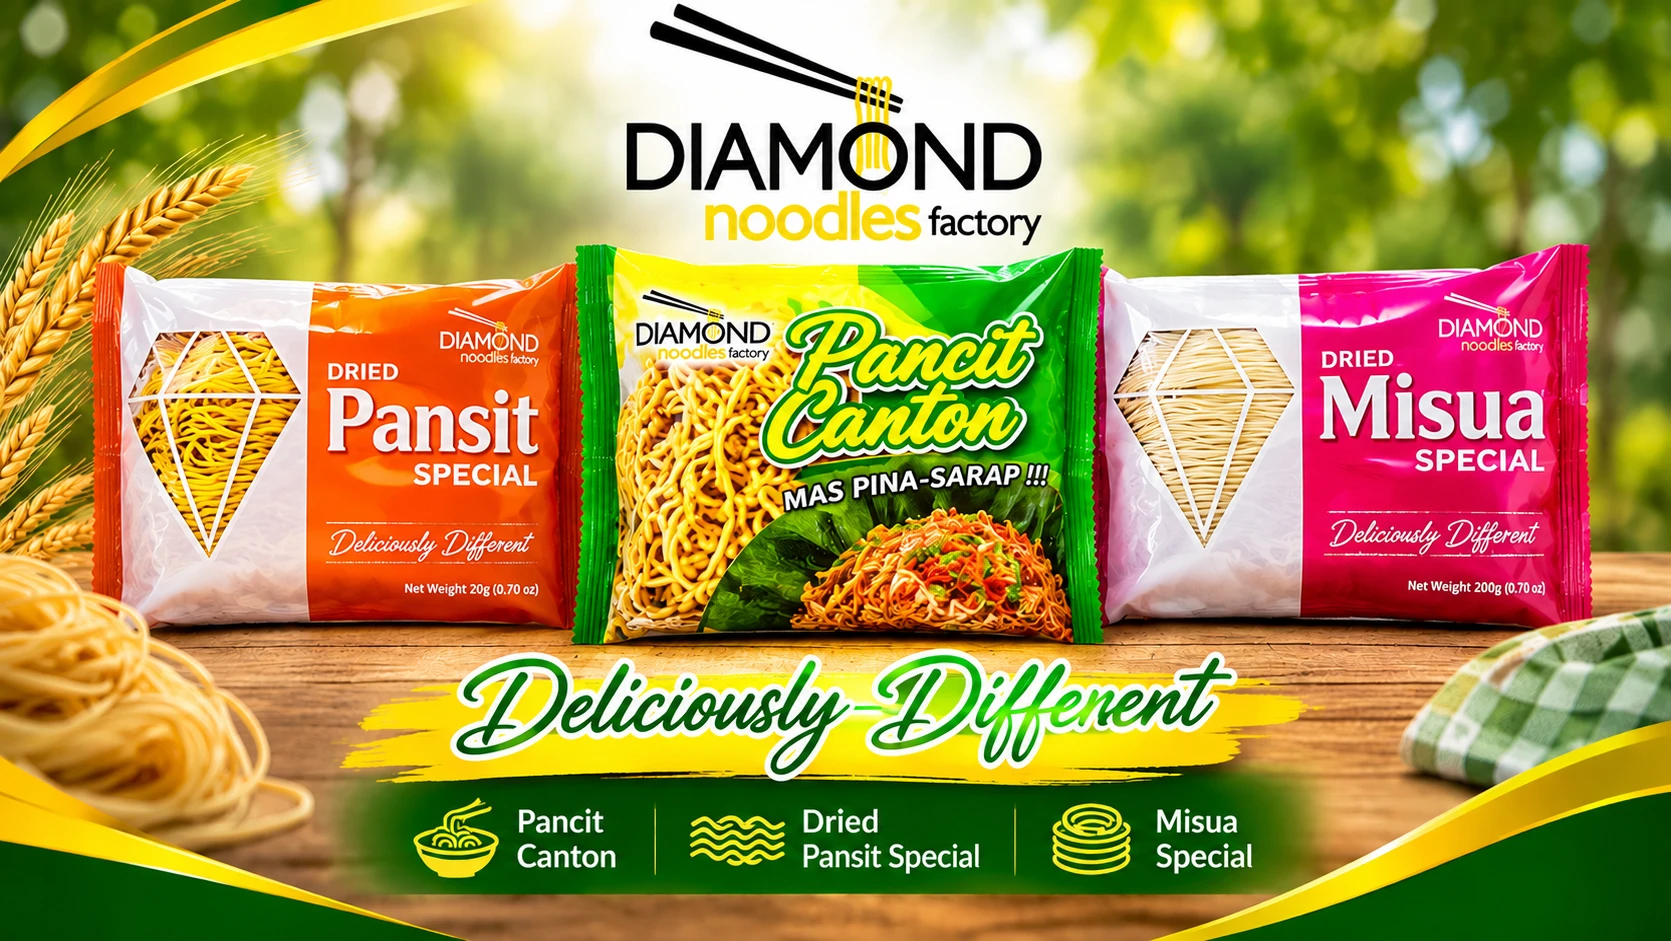 DIAMOND
noodles factory
DRIED
Pansit
SPECIAL
DIAMOND
noodles factory
Deliciously Different
Net Weight 20g (0.70 oz)
DIAMOND
noodles factory
Pancit
Canton
MAS PINA-SARAP !!!
DRIED
Misua
SPECIAL
DIAMOND
noodles factory
Deliciously Different
Net Weight 200g (0.70 oz)
Deliciously Different
Pancit
Canton
Dried
Pansit Special
Misua
Special